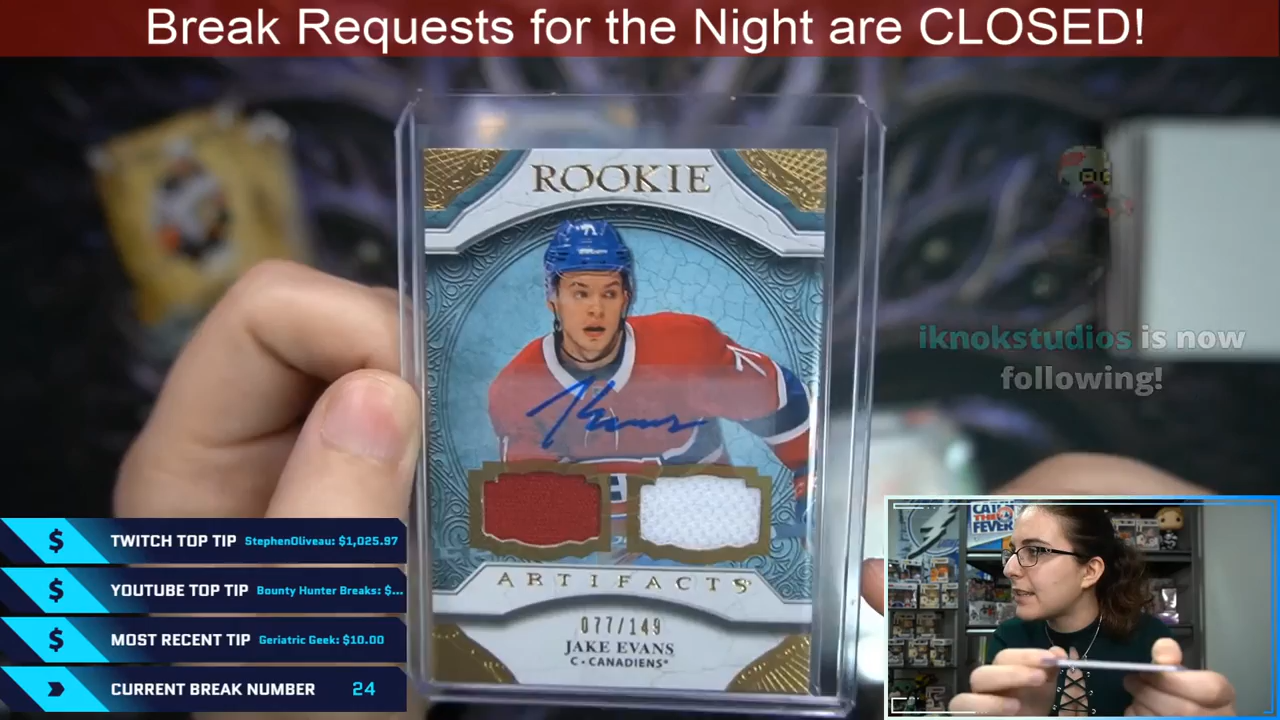 Break Requests for the Night are CLOSED!
ROOKIE
71
ARTIFACTS
077/149
JAKE EVANS
C • CANADIENS®
iknokstudios is now
following!
$ TWITCH TOP TIP StephenOliveau: $1,025.97
$ YOUTUBE TOP TIP Bounty Hunter Breaks: $...
$ MOST RECENT TIP Geriatric Geek: $10.00
CURRENT BREAK NUMBER 24
FEVER